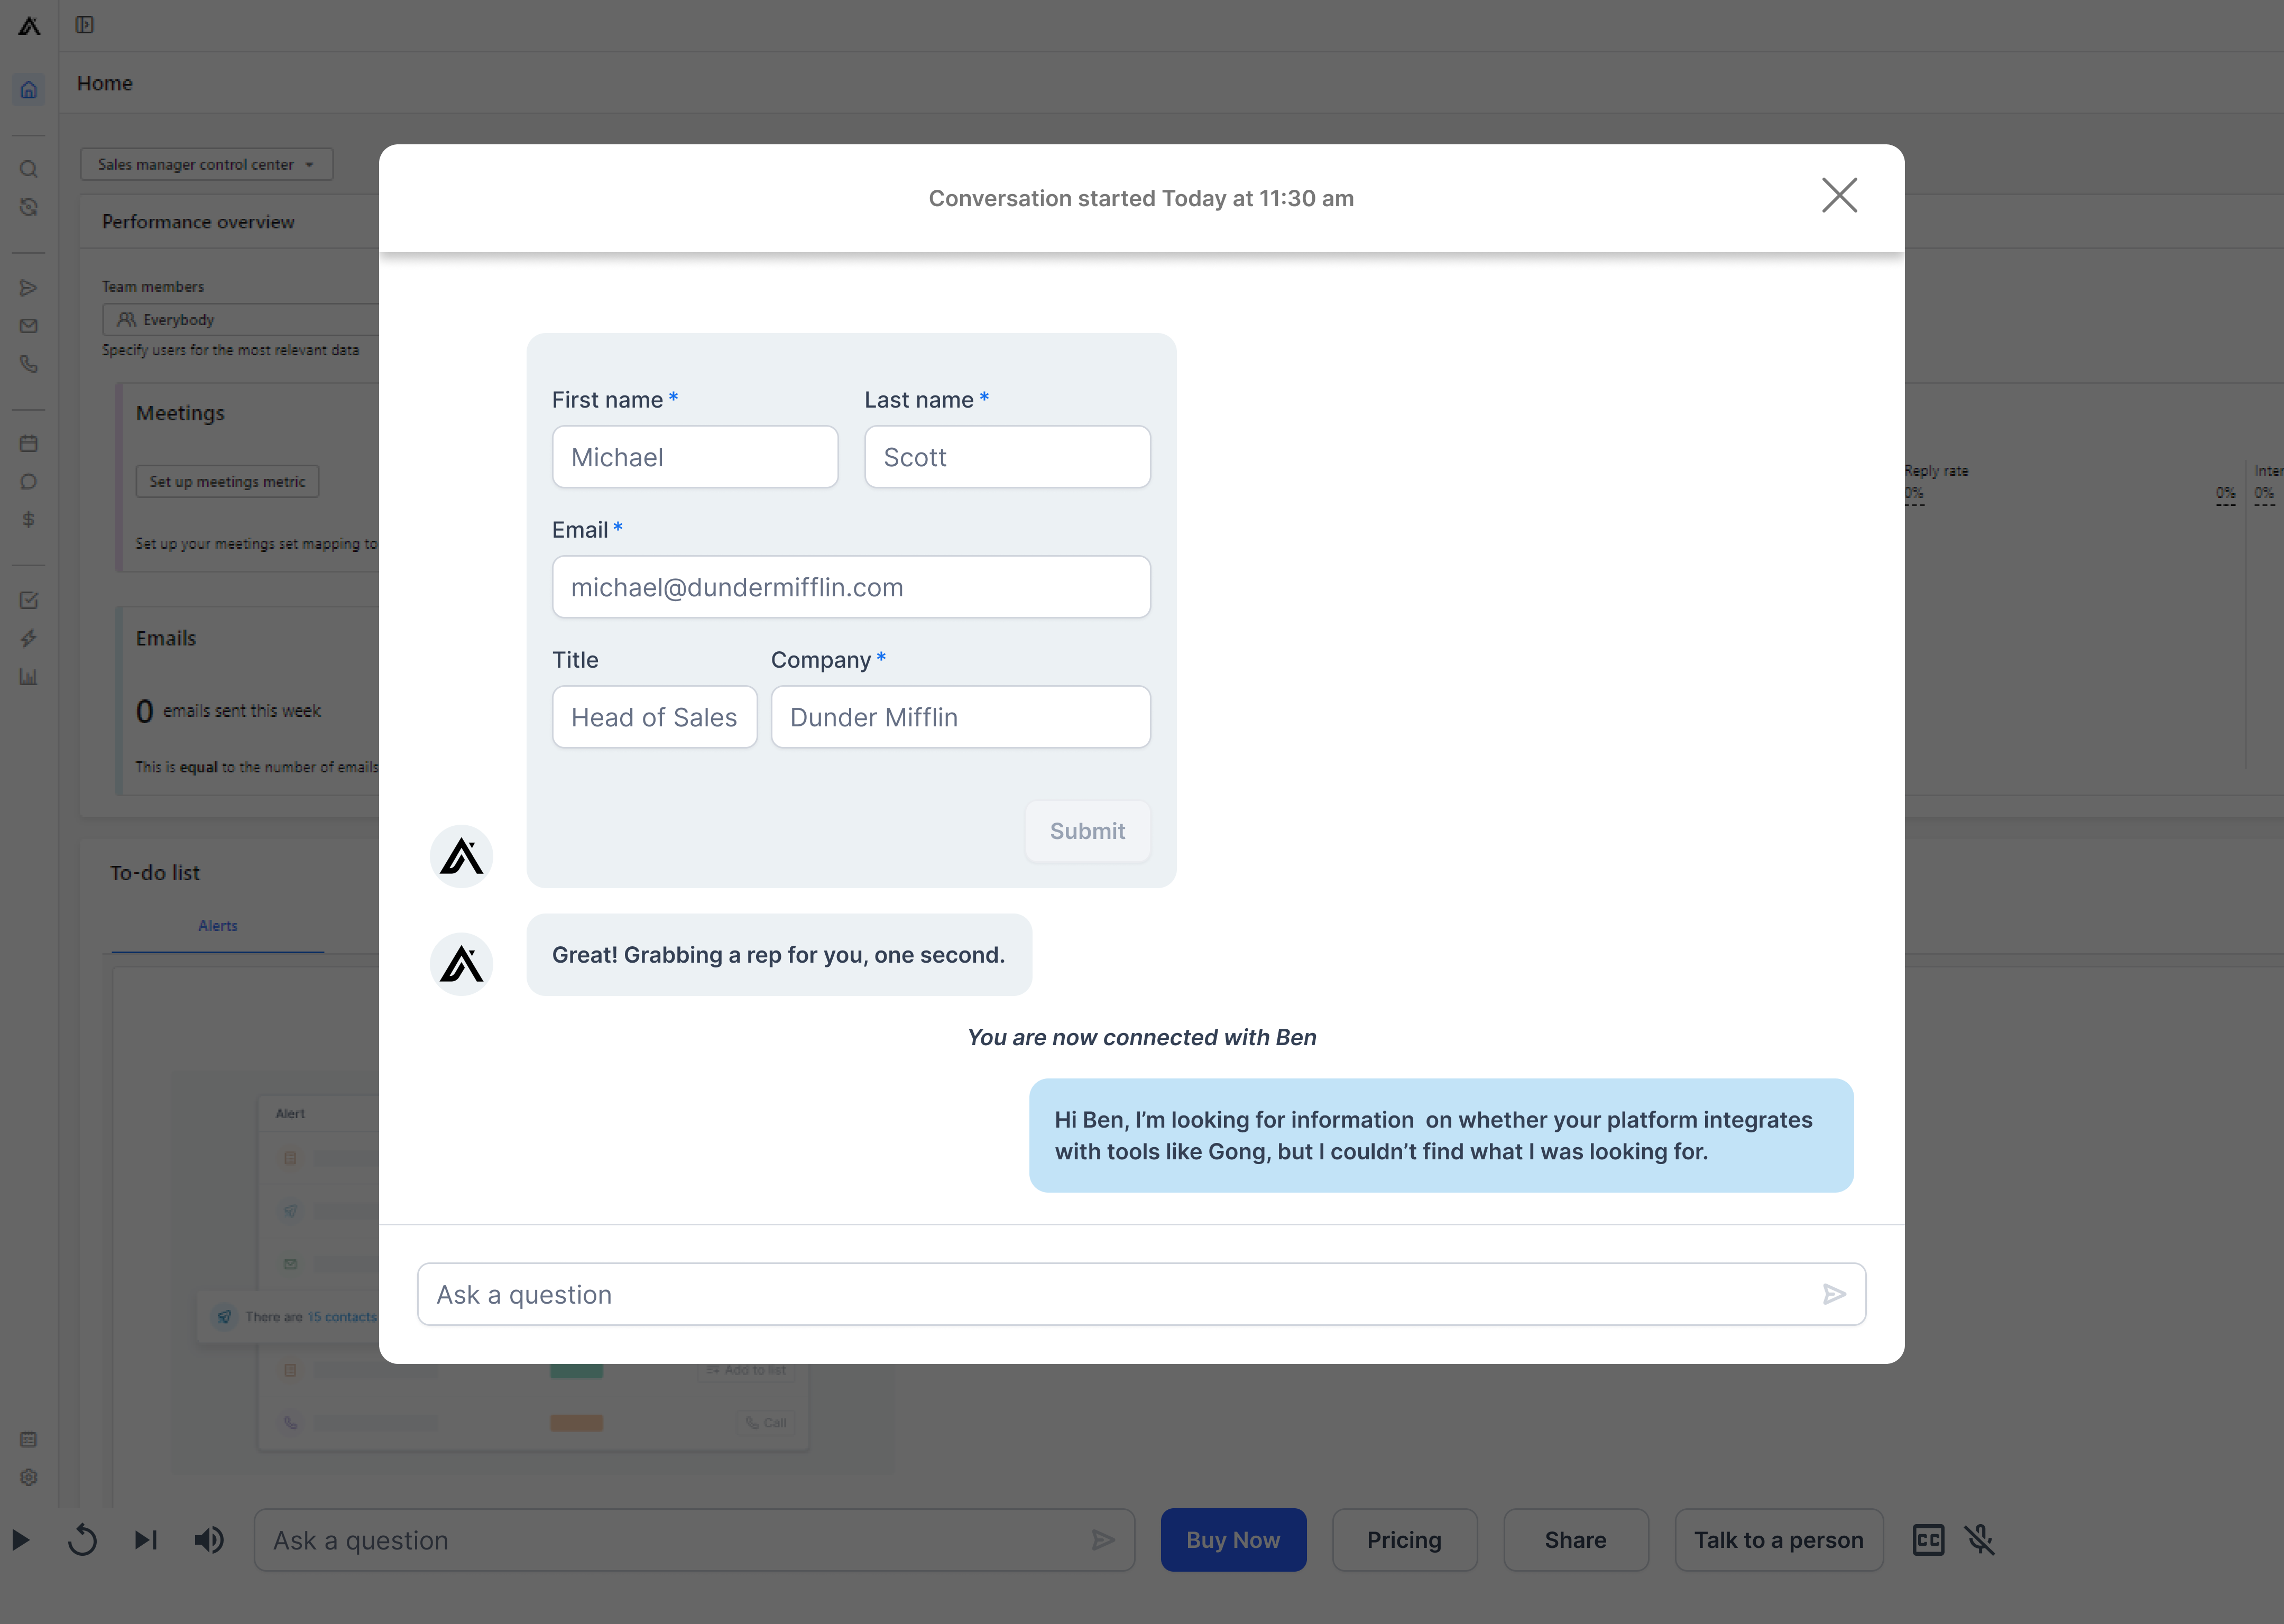 Home
Sales manager control center
Performance overview
Team members
Everybody
Specify users for the most relevant data
Meetings
Set up meetings metric
Set up your meetings set mapping to
Emails
0 emails sent this week
This is equal to the number of emails
Reply rate
0%
0%
0%
To-do list
Alerts
Alert
There are 15 contacts
Add to list
Call
Conversation started Today at 11:30 am
First name *
Last name *
Michael
Scott
Email *
michael@dundermifflin.com
Title
Company *
Head of Sales
Dunder Mifflin
Submit
Great! Grabbing a rep for you, one second.
You are now connected with Ben
Hi Ben, I’m looking for information  on whether your platform integrates
with tools like Gong, but I couldn’t find what I was looking for.
Ask a question
Ask a question
Buy Now
Pricing
Share
Talk to a person
CC